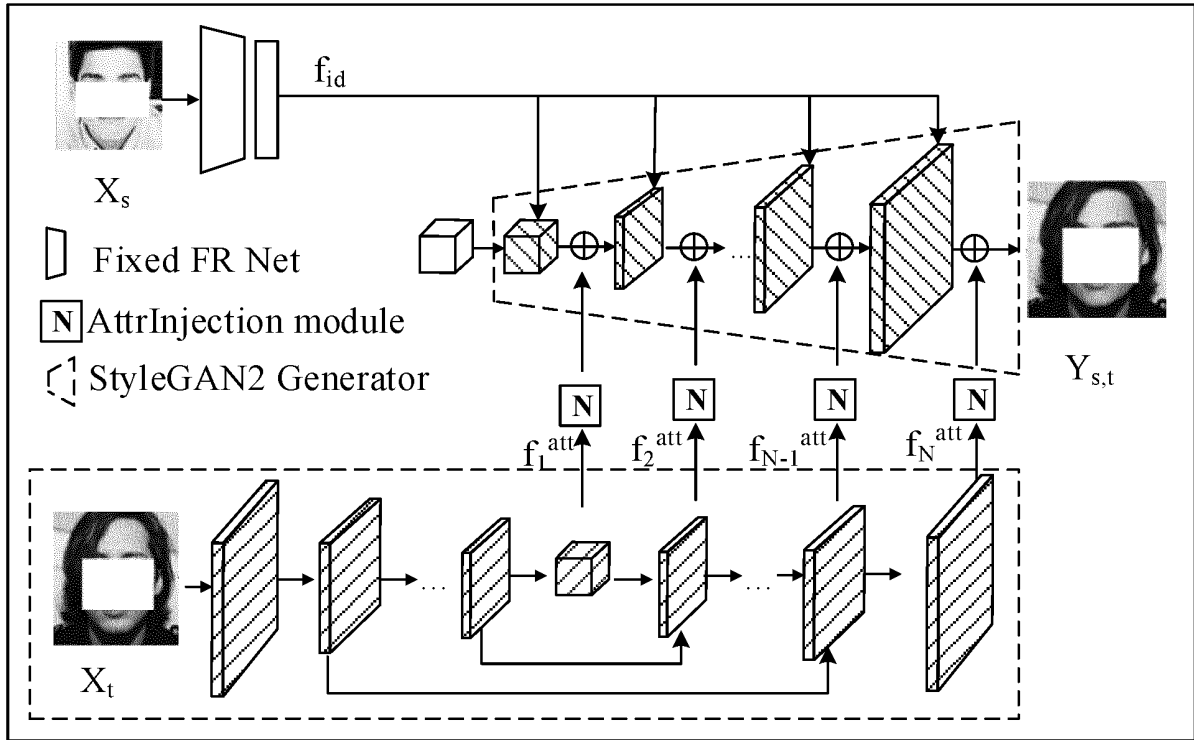 f_id
X_s
Fixed FR Net
N AttrInjection module
StyleGAN2 Generator
Y_s,t
N N N N
f_1^att f_2^att f_N-1^att f_N^att
... 
... ...
X_t